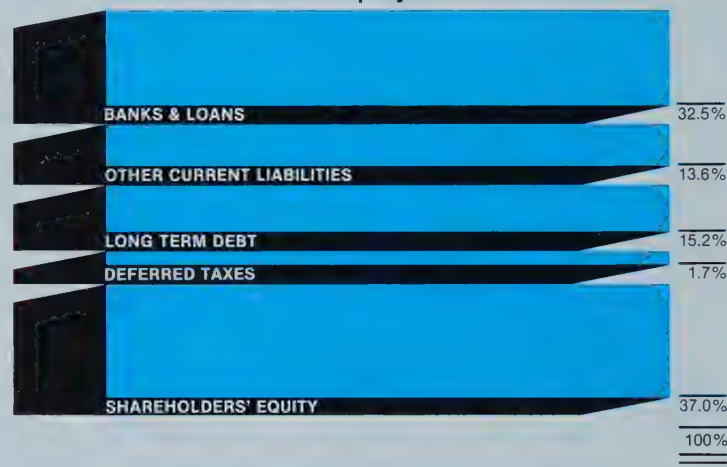 BANKS & LOANS 32.5%
OTHER CURRENT LIABILITIES 13.6%
LONG TERM DEBT 15.2%
DEFERRED TAXES 1.7%
SHAREHOLDERS' EQUITY 37.0%
100%